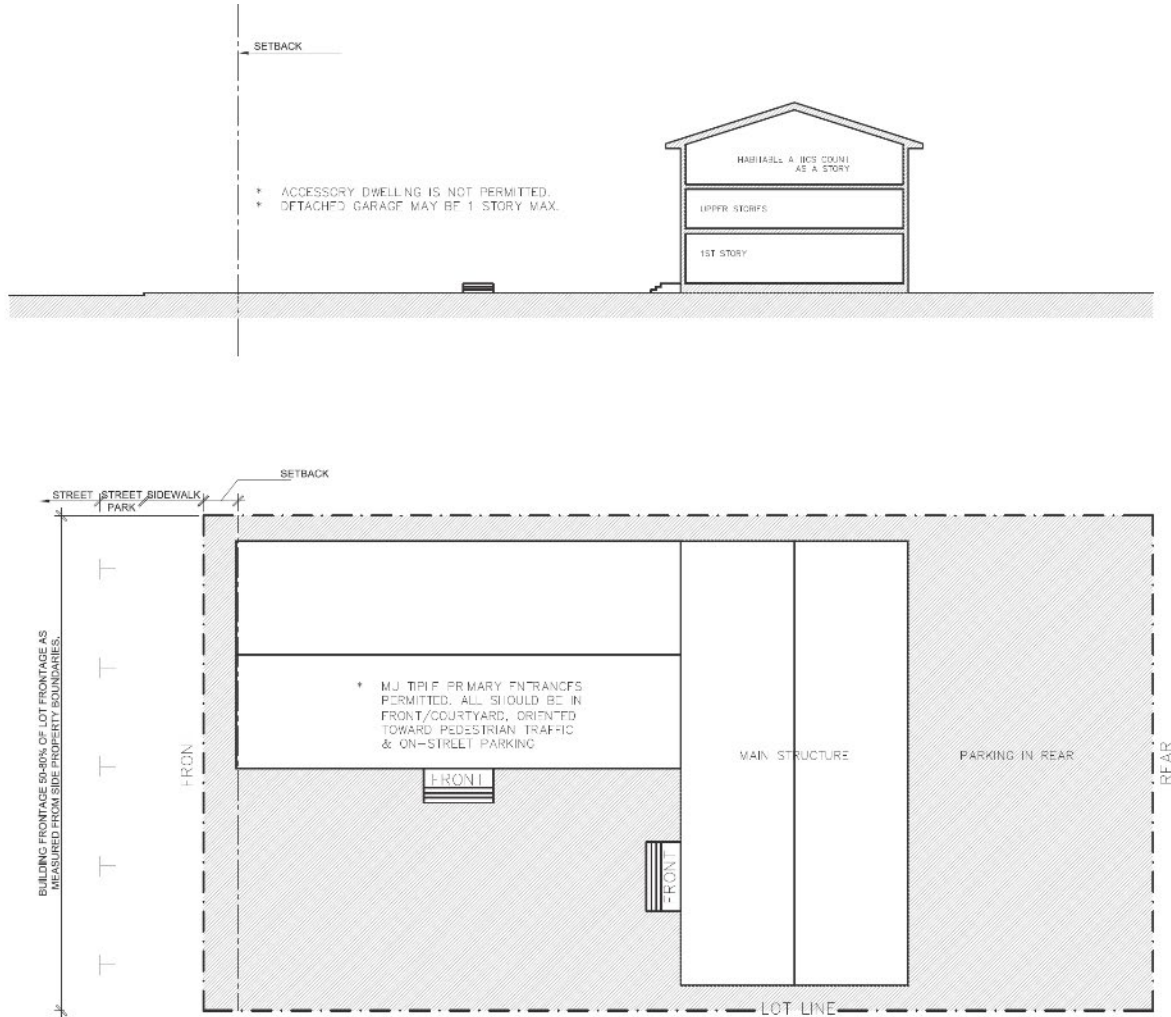 SETBACK
* ACCESSORY DWELLING IS NOT PERMITTED.
* DETACHED GARAGE MAY BE 1 STORY MAX.
HABITABLE ATTICS COUNT
AS A STORY
UPPER STORIES
1ST STORY
SETBACK
STREET STREET SIDEWALK
PARK
BUILDING FRONTAGE 50-80% OF LOT FRONTAGE AS
MEASURED FROM SIDE PROPERTY BOUNDARIES.
FRON
* MULTIPLE PRIMARY ENTRANCES
PERMITTED. ALL SHOULD BE IN
FRONT/COURTYARD, ORIENTED
TOWARD PEDESTRIAN TRAFFIC
& ON-STREET PARKING
FRONT
FRONT
MAIN STRUCTURE
PARKING IN REAR
REAR
LOT LINE